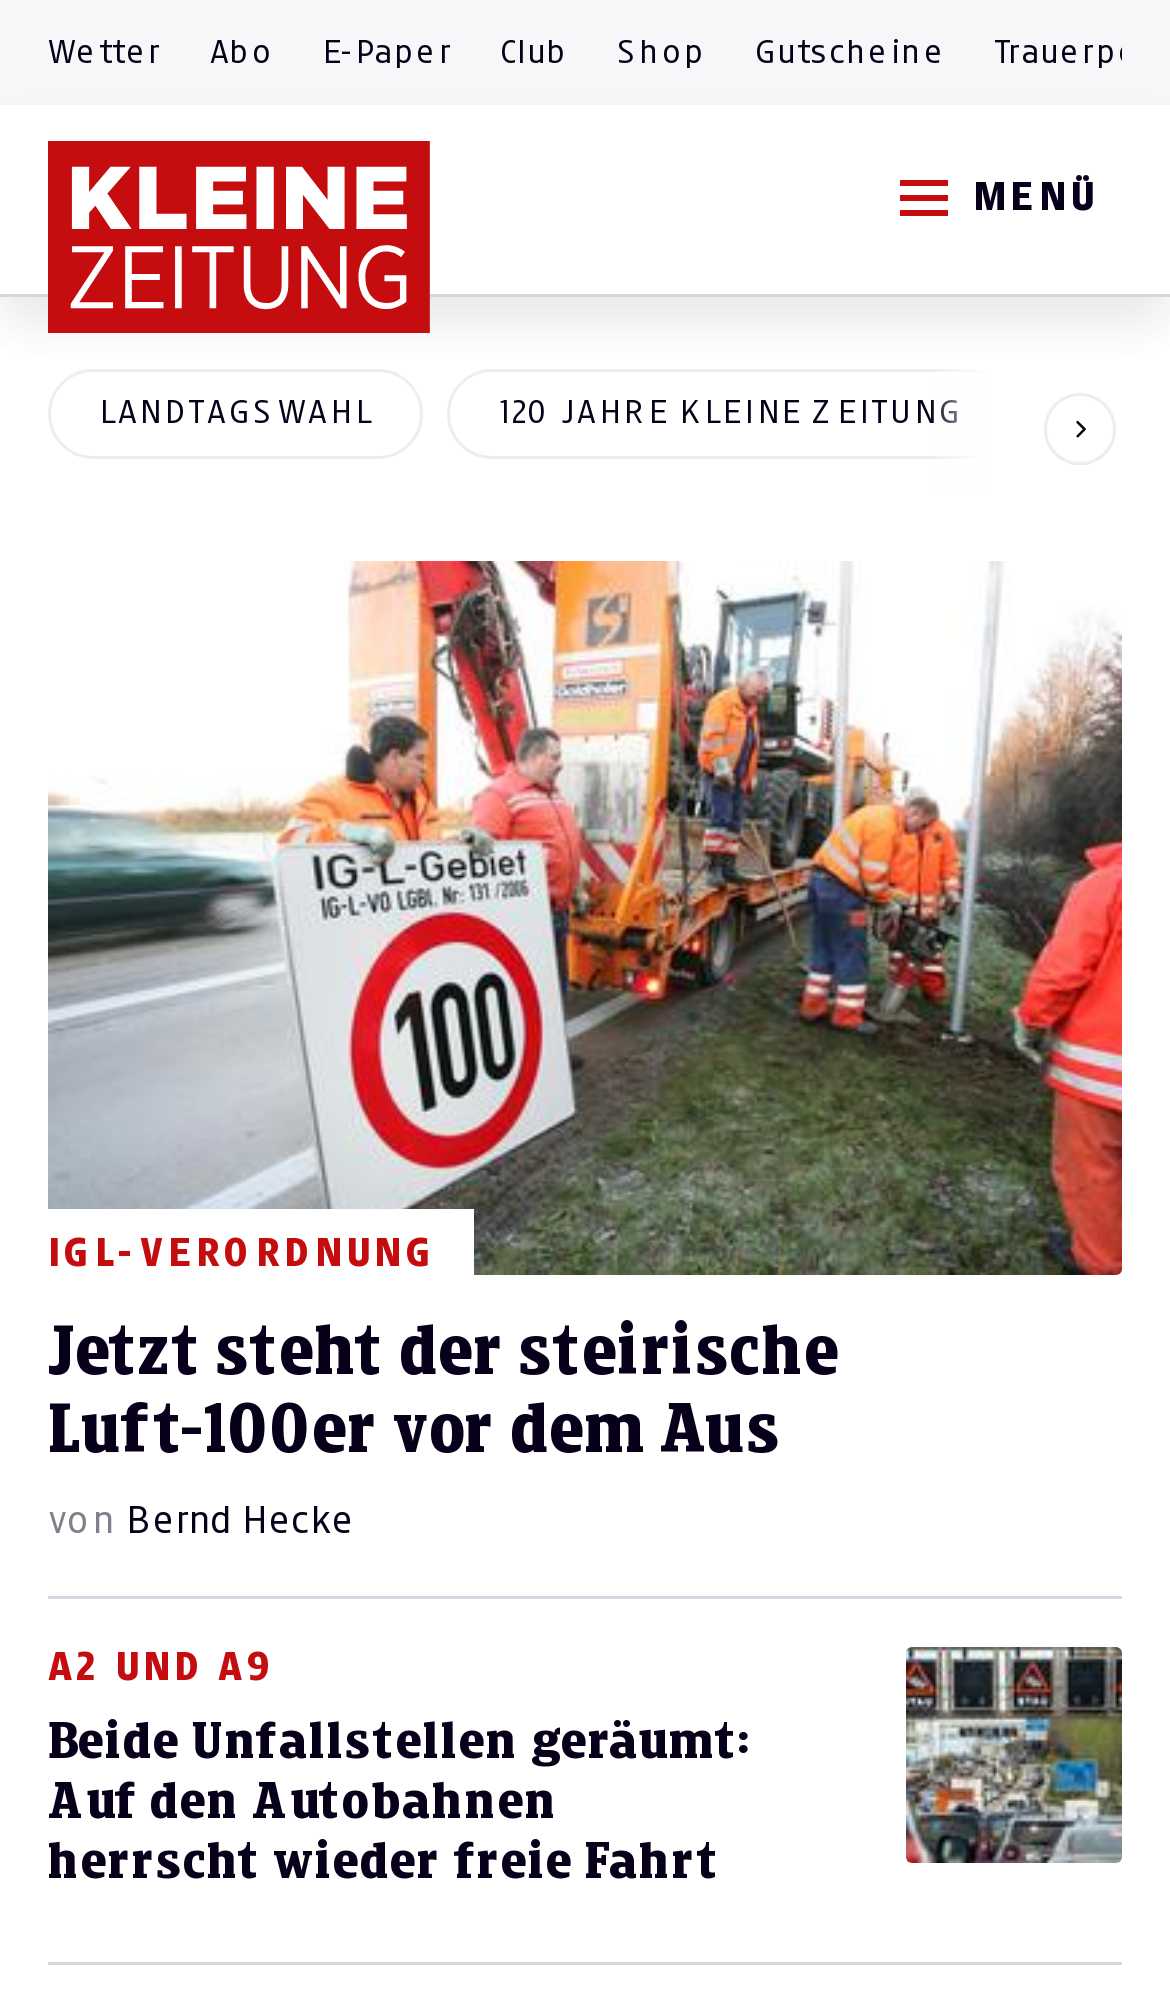 Wetter Abo E-Paper Club Shop Gutscheine
KLEINE
ZEITUNG
MENÜ
LANDTAGSWAHL 120 JAHRE KLEINE ZEITUNG
IG-L-Gebiet
IG-L-VO LGBl. Nr: 131/2006
100
IGL-VERORDNUNG
Jetzt steht der steirische
Luft-100er vor dem Aus
von Bernd Hecke
A2 UND A9
Beide Unfallstellen geräumt:
Auf den Autobahnen
herrscht wieder freie Fahrt